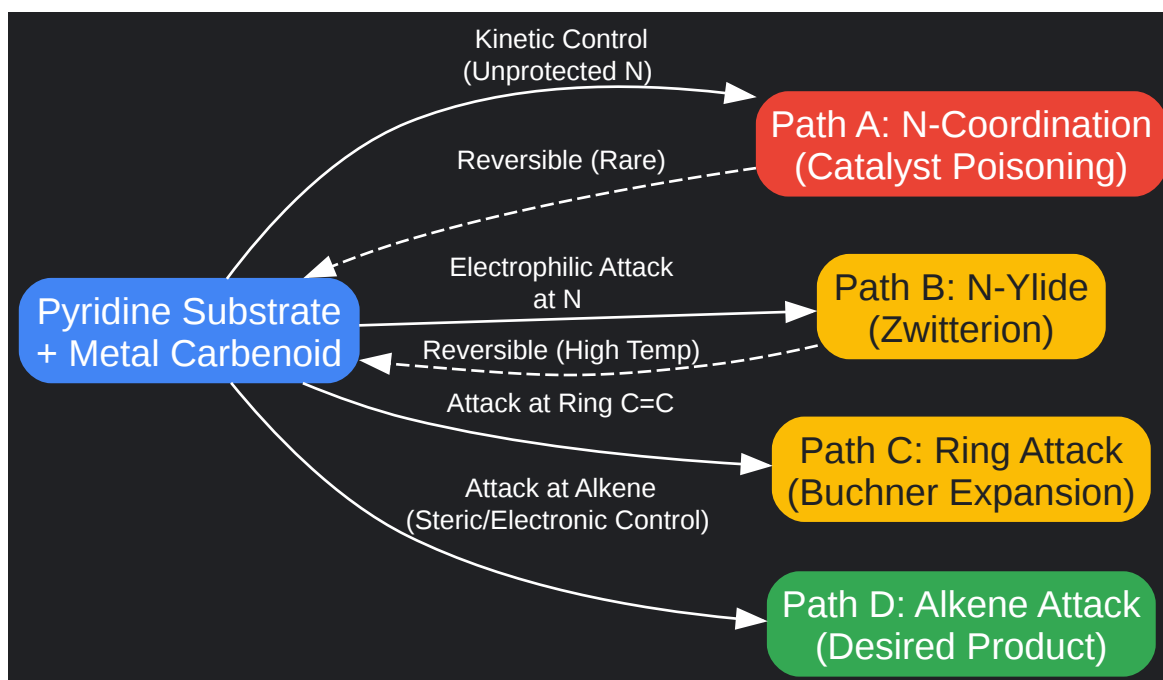 Kinetic Control
(Unprotected N)
Path A: N-Coordination
(Catalyst Poisoning)
Reversible (Rare)
Electrophilic Attack
at N
Path B: N-Ylide
(Zwitterion)
Pyridine Substrate
+ Metal Carbenoid
Reversible (High Temp)
Attack at Ring C=C
Path C: Ring Attack
(Buchner Expansion)
Attack at Alkene
(Steric/Electronic Control)
Path D: Alkene Attack
(Desired Product)